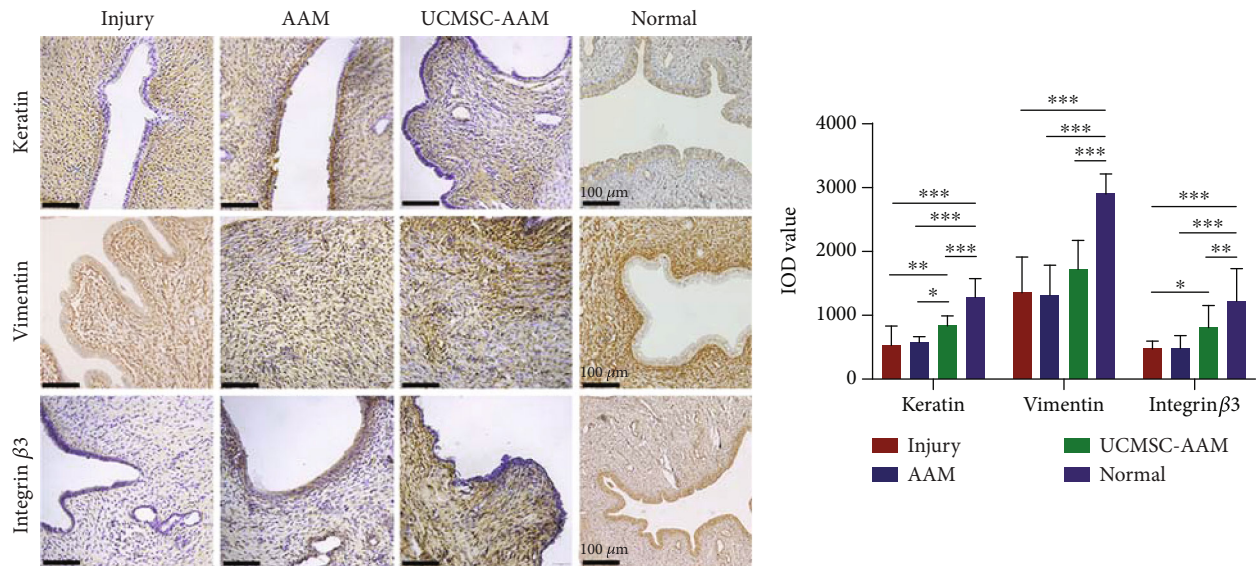 Injury AAM UCMSC-AAM Normal
Keratin
100 µm
Vimentin
100 µm
Integrin β3
100 µm
IOD value
4000
3000
2000
1000
0
***
***
***
***
***
***
**
*
***
***
**
*
Keratin Vimentin Integrinβ3
Injury UCMSC-AAM
AAM Normal